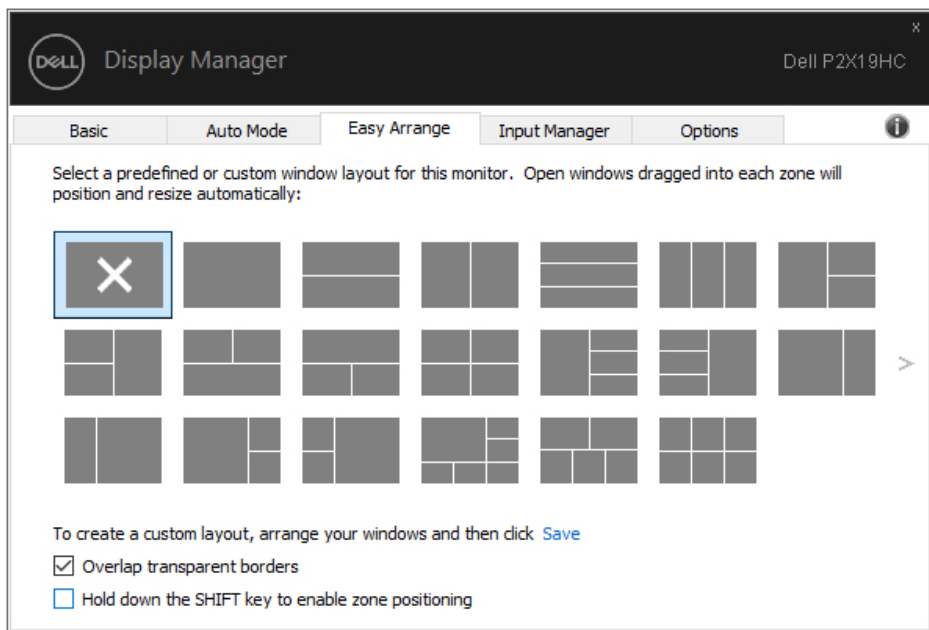 x
DELL Display Manager Dell P2X19HC
Basic Auto Mode Easy Arrange Input Manager Options
Select a predefined or custom window layout for this monitor. Open windows dragged into each zone will
position and resize automatically:
>
To create a custom layout, arrange your windows and then click Save
Overlap transparent borders
Hold down the SHIFT key to enable zone positioning